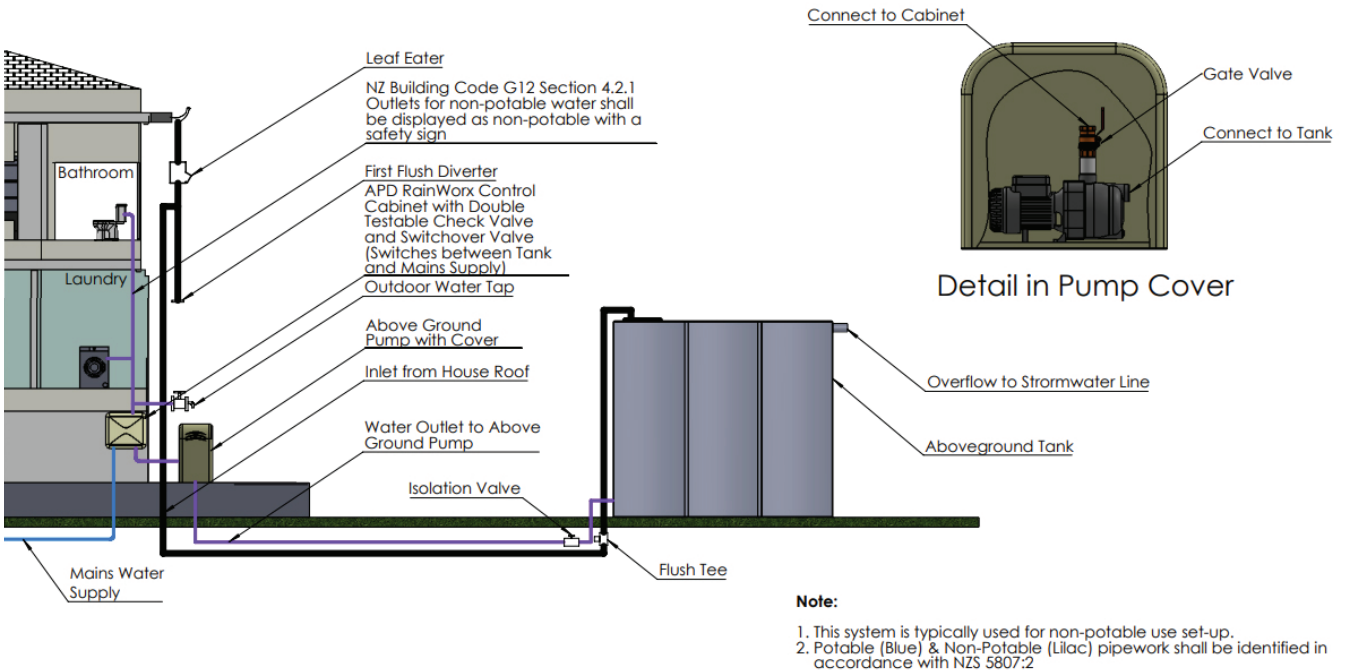 Leaf Eater
NZ Building Code G12 Section 4.2.1
Outlets for non-potable water shall
be displayed as non-potable with a
safety sign
Bathroom
First Flush Diverter
APD RainWorx Control
Cabinet with Double
Testable Check Valve
and Switchover Valve
(Switches between Tank
and Mains Supply)
Laundry
Outdoor Water Tap
Above Ground
Pump with Cover
Inlet from House Roof
Water Outlet to Above
Ground Pump
Isolation Valve
Mains Water
Supply
Flush Tee
Connect to Cabinet
Gate Valve
Connect to Tank
Detail in Pump Cover
Overflow to Strormwater Line
Aboveground Tank
Note:
1. This system is typically used for non-potable use set-up.
2. Potable (Blue) & Non-Potable (Lilac) pipework shall be identified in
accordance with NZS 5807:2